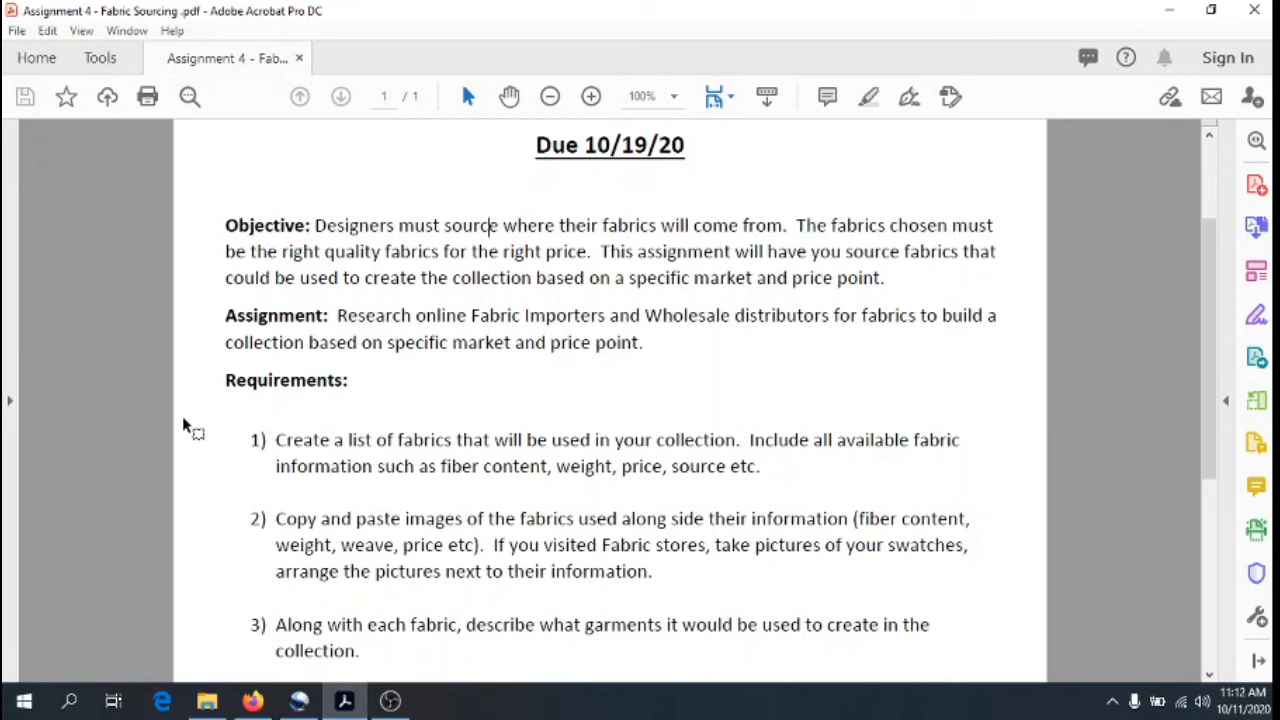 Assignment 4 - Fabric Sourcing .pdf - Adobe Acrobat Pro DC
File Edit View Window Help
Home Tools Assignment 4 - Fab... × Sign In
1 / 1 100%
Due 10/19/20
Objective: Designers must source where their fabrics will come from. The fabrics chosen must
be the right quality fabrics for the right price. This assignment will have you source fabrics that
could be used to create the collection based on a specific market and price point.
Assignment: Research online Fabric Importers and Wholesale distributors for fabrics to build a
collection based on specific market and price point.
Requirements:
1) Create a list of fabrics that will be used in your collection. Include all available fabric
information such as fiber content, weight, price, source etc.
2) Copy and paste images of the fabrics used along side their information (fiber content,
weight, weave, price etc). If you visited Fabric stores, take pictures of your swatches,
arrange the pictures next to their information.
3) Along with each fabric, describe what garments it would be used to create in the
collection.
11:12 AM
10/11/2020